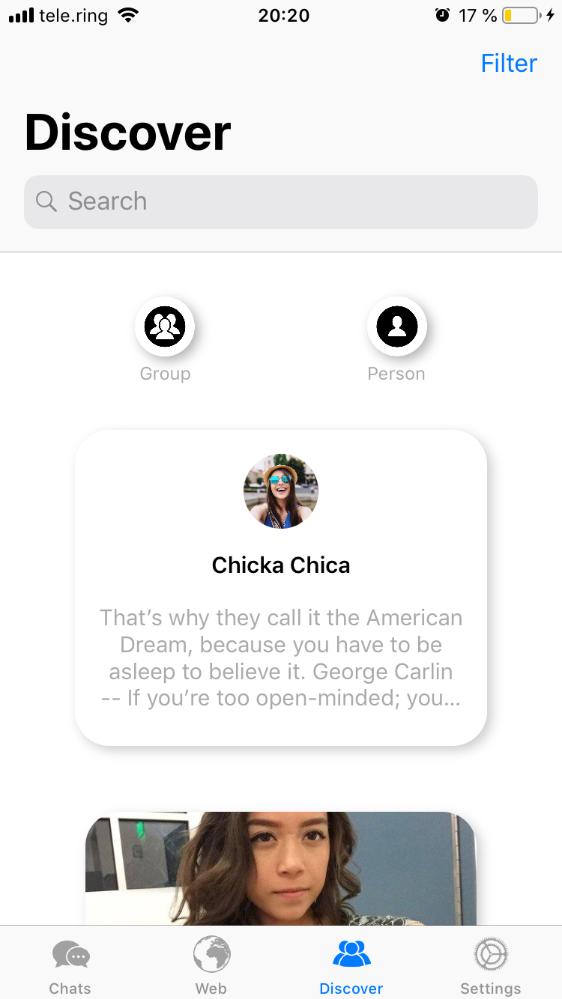 tele.ring 20:20 17 %
Filter
Discover
Search
Group Person
Chicka Chica
That’s why they call it the American
Dream, because you have to be
asleep to believe it. George Carlin
-- If you’re too open-minded; you...
Chats Web Discover Settings